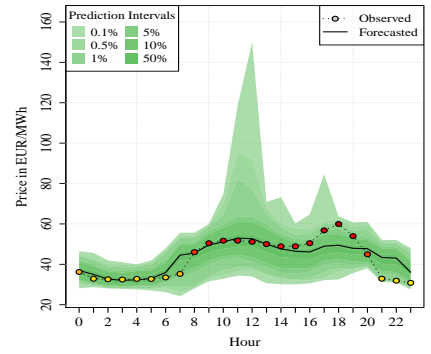 Prediction Intervals
0.1% 5%
0.5% 10%
1% 50%
Observed
Forecasted
Price in EUR/MWh
160
140
120
100
80
60
40
20
0 2 4 6 8 10 12 14 16 18 20 22
Hour